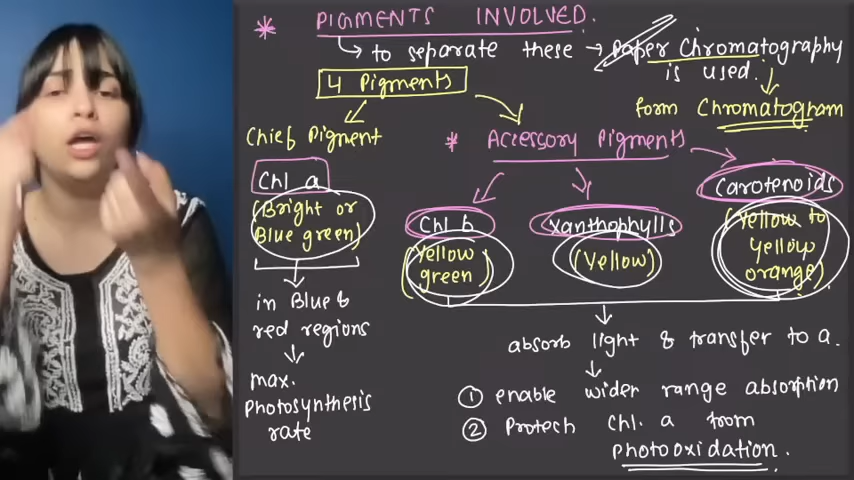 * PIGMENTS INVOLVED.
↳ to separate these → Paper Chromatography is used.
form Chromatogram
4 Pigments
Chief Pigment
Chl a
(Bright or
Blue green)
in Blue &
red regions
max.
Photosynthesis
rate
* Accessory Pigments
Chl b
(Yellow
green)
Xanthophylls
(Yellow)
Carotenoids
(Yellow to
Yellow
orange)
absorb light & transfer to a.
① enable wider range absorption
② Protech Chl. a from
photooxidation.